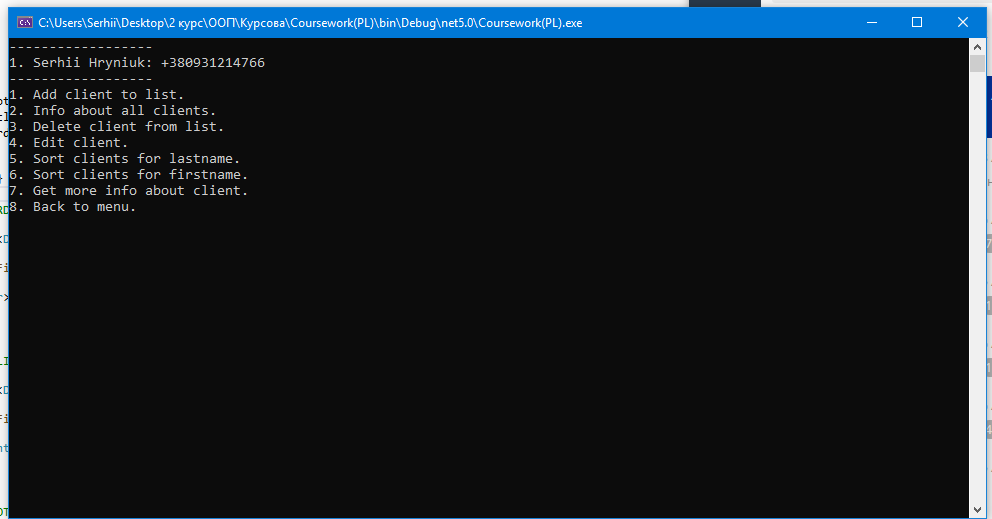 C:\Users\Serhii\Desktop\2 курс\ООП\Курсова\Coursework(PL)\bin\Debug\net5.0\Coursework(PL).exe
------------------
1. Serhii Hryniuk: +380931214766
------------------
1. Add client to list.
2. Info about all clients.
3. Delete client from list.
4. Edit client.
5. Sort clients for lastname.
6. Sort clients for firstname.
7. Get more info about client.
8. Back to menu.